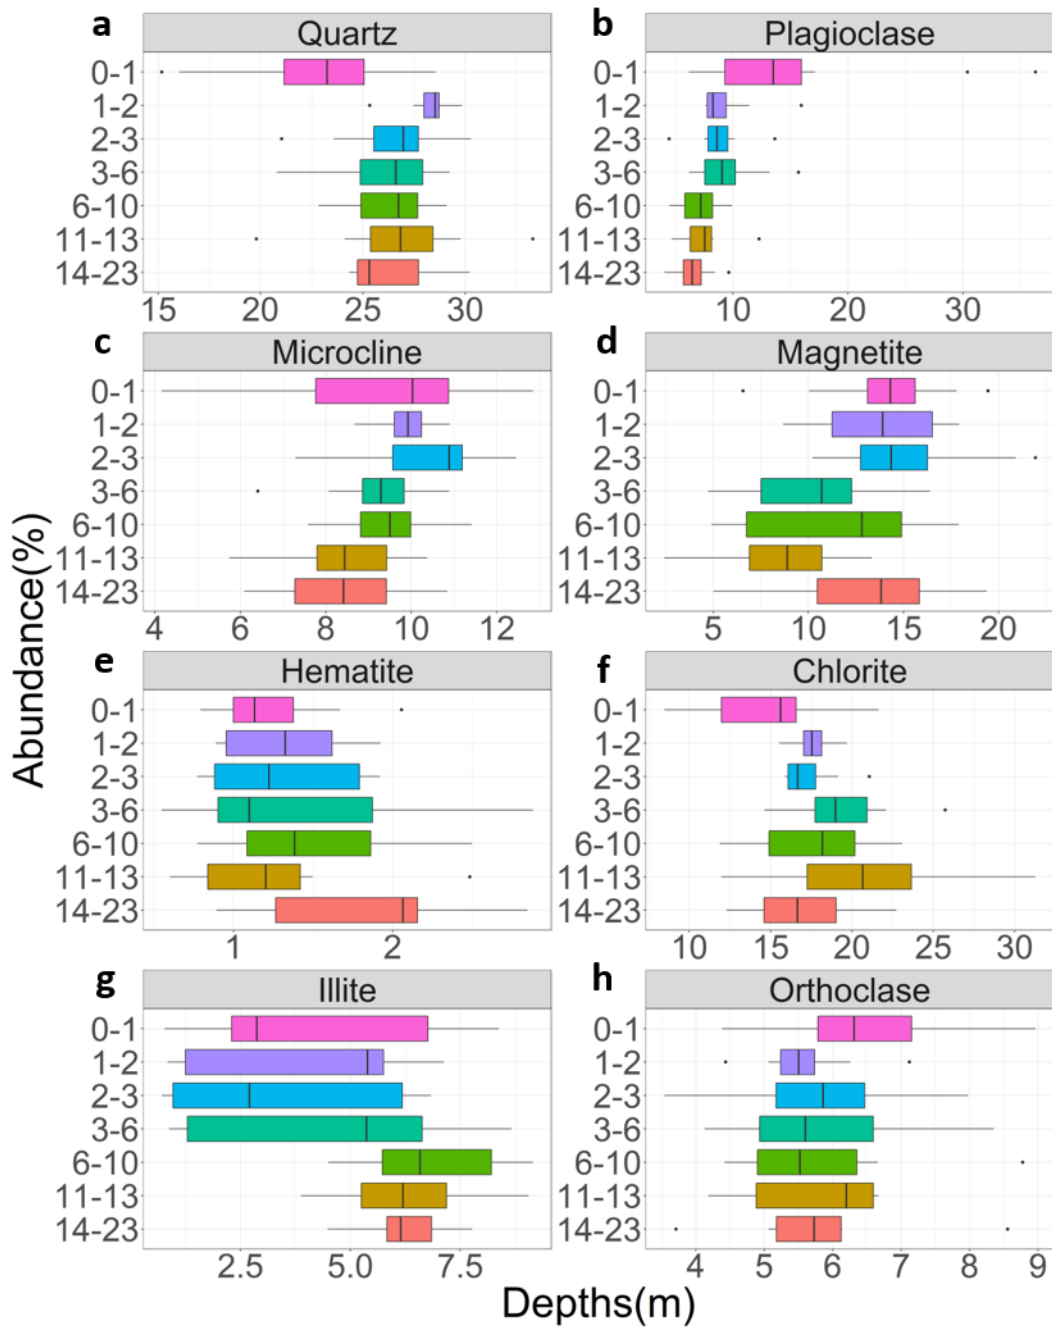 a
Quartz
0-1
1-2
2-3
3-6
6-10
11-13
14-23
15 20 25 30
b
Plagioclase
0-1
1-2
2-3
3-6
6-10
11-13
14-23
10 20 30
c
Microcline
0-1
1-2
2-3
3-6
6-10
11-13
14-23
4 6 8 10 12
d
Magnetite
0-1
1-2
2-3
3-6
6-10
11-13
14-23
5 10 15 20
e
Hematite
0-1
1-2
2-3
3-6
6-10
11-13
14-23
1 2
f
Chlorite
0-1
1-2
2-3
3-6
6-10
11-13
14-23
10 15 20 25 30
g
Illite
0-1
1-2
2-3
3-6
6-10
11-13
14-23
2.5 5.0 7.5
h
Orthoclase
0-1
1-2
2-3
3-6
6-10
11-13
14-23
4 5 6 7 8 9
Abundance(%)
Depths(m)